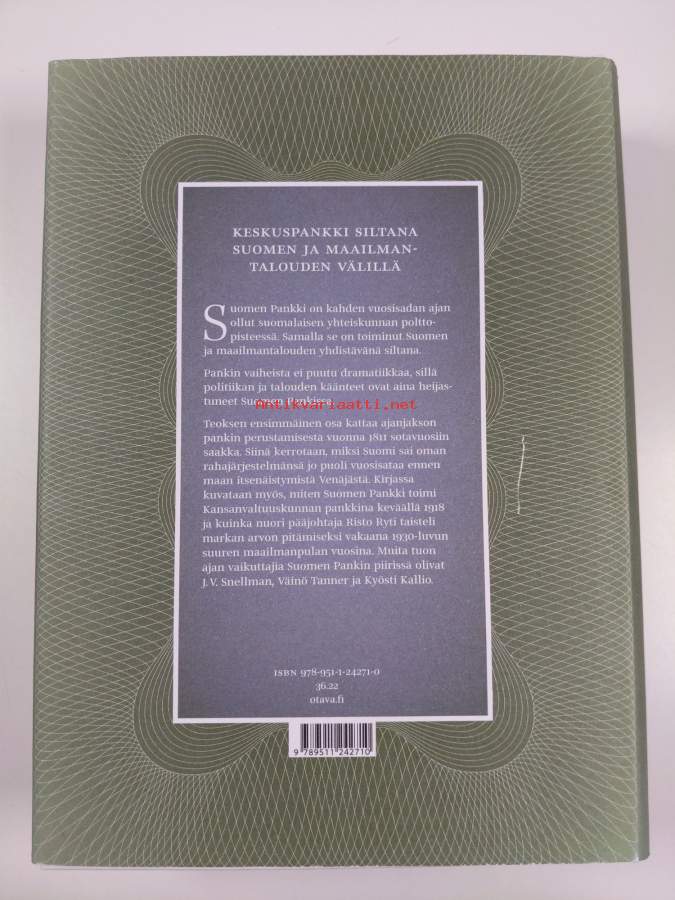 KESKUSPANKKI SILTANA
SUOMEN JA MAAILMAN-
TALOUDEN VÄLILLÄ
Suomen Pankki on kahden vuosisadan ajan
ollut suomalaisen yhteiskunnan poltto-
pisteessä. Samalla se on toiminut Suomen
ja maailmantalouden yhdistävänä siltana.
Pankin vaiheista ei puutu dramatiikkaa, sillä
politiikan ja talouden käänteet ovat aina heijas-
tuneet Suomen Pankissa.
Antikvariaatti.net
Teoksen ensimmäinen osa kattaa ajanjakson
pankin perustamisesta vuonna 1811 sotavuosiin
saakka. Siinä kerrotaan, miksi Suomi sai oman
rahajärjestelmänsä jo puoli vuosisataa ennen
maan itsenäistymistä Venäjästä. Kirjassa
kuvataan myös, miten Suomen Pankki toimi
Kansanvaltuuskunnan pankkina keväällä 1918
ja kuinka nuori pääjohtaja Risto Ryti taisteli
markan arvon pitämiseksi vakaana 1930-luvun
suuren maailmanpulan vuosina. Muita tuon
ajan vaikuttajia Suomen Pankin piirissä olivat
J.V. Snellman, Väinö Tanner ja Kyösti Kallio.
ISBN 978-951-1-24271-0
36.22
otava.fi
9 789511 242710